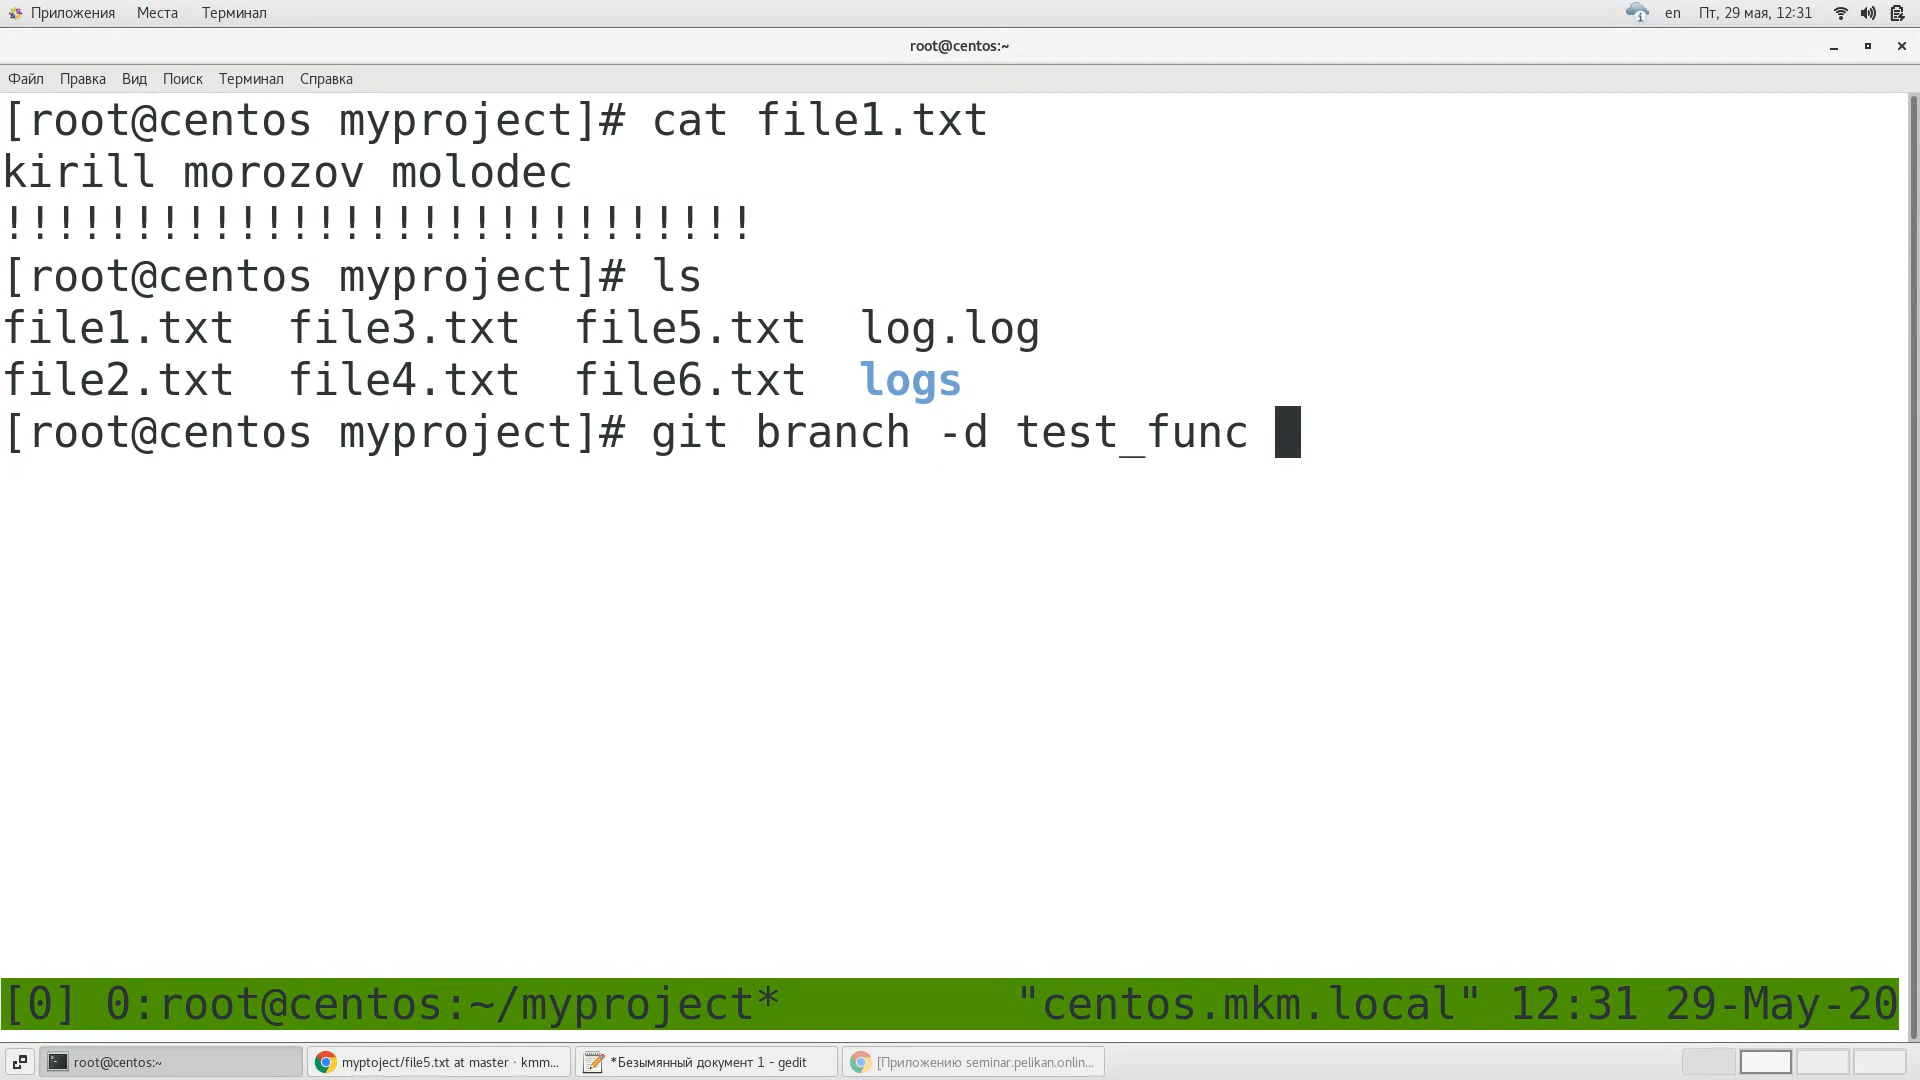 Приложения Места Терминал en Пт, 29 мая, 12:31
root@centos:~
Файл Правка Вид Поиск Терминал Справка
[root@centos myproject]# cat file1.txt
kirill morozov molodec
!!!!!!!!!!!!!!!!!!!!!!!!!!!!!
[root@centos myproject]# ls
file1.txt file3.txt file5.txt log.log
file2.txt file4.txt file6.txt logs
[root@centos myproject]# git branch -d test_func
[0] 0:root@centos:~/myproject* "centos.mkm.local" 12:31 29-May-20
root@centos:~ myptoject/file5.txt at master · kmm... *Безымянный документ 1 - gedit [Приложению seminar.pelikan.onlin...